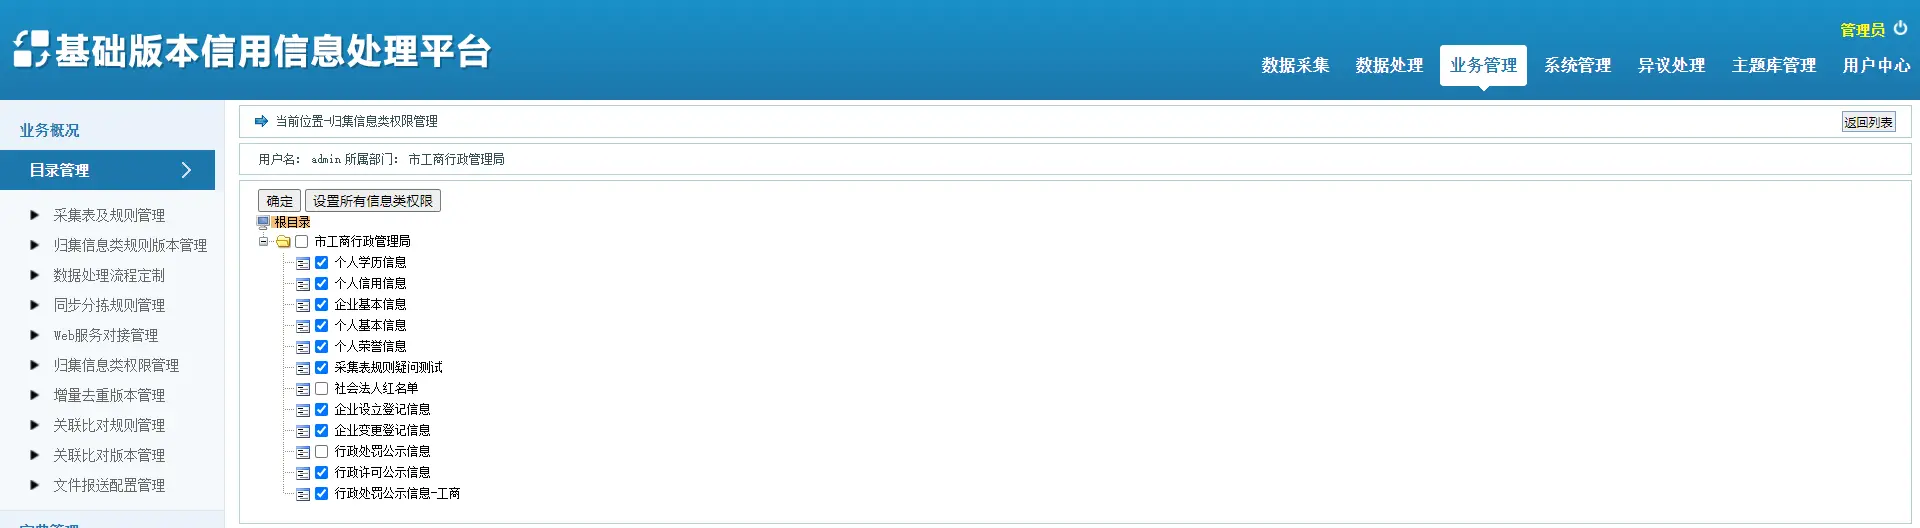 基础版本信用信息处理平台
管理员
数据采集 数据处理 业务管理 系统管理 异议处理 主题库管理 用户中心
业务概况
目录管理
采集表及规则管理
归集信息类规则版本管理
数据处理流程定制
同步分拣规则管理
Web服务对接管理
归集信息类权限管理
增量去重版本管理
关联比对规则管理
关联比对版本管理
文件报送配置管理
当前位置-归集信息类权限管理
返回列表
用户名: admin 所属部门: 市工商行政管理局
确定 设置所有信息类权限
根目录
市工商行政管理局
个人学历信息
个人信用信息
企业基本信息
个人基本信息
个人荣誉信息
采集表规则疑问测试
社会法人红名单
企业设立登记信息
企业变更登记信息
行政处罚公示信息
行政许可公示信息
行政处罚公示信息-工商